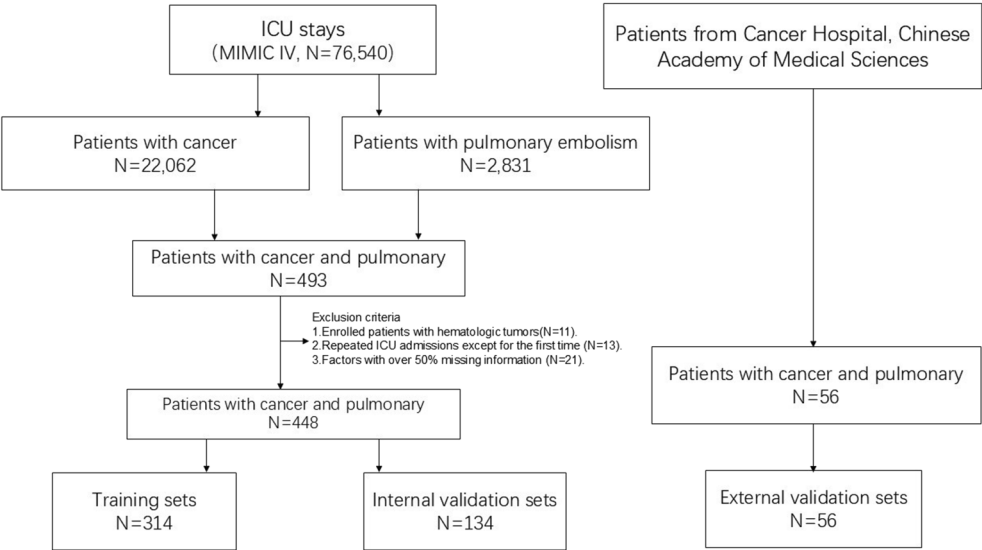 ICU stays
(MIMIC IV, N=76,540)
Patients from Cancer Hospital, Chinese
Academy of Medical Sciences
Patients with cancer
N=22,062
Patients with pulmonary embolism
N=2,831
Patients with cancer and pulmonary
N=493
Exclusion criteria
1.Enrolled patients with hematologic tumors(N=11).
2.Repeated ICU admissions except for the first time (N=13).
3.Factors with over 50% missing information (N=21).
Patients with cancer and pulmonary
N=56
Patients with cancer and pulmonary
N=448
Training sets
N=314
Internal validation sets
N=134
External validation sets
N=56